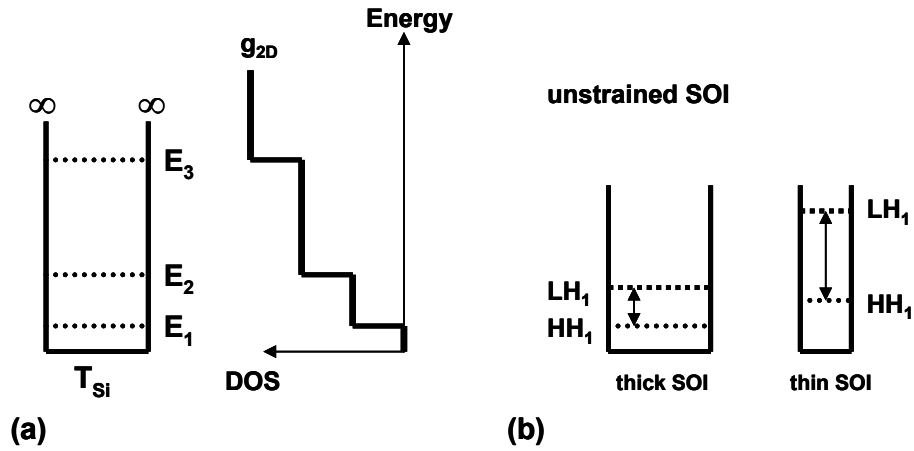 Energy
g2D
∞ ∞
E3
E2
E1
TSi
DOS
(a)
unstrained SOI
LH1
HH1
thick SOI
LH1
HH1
thin SOI
(b)